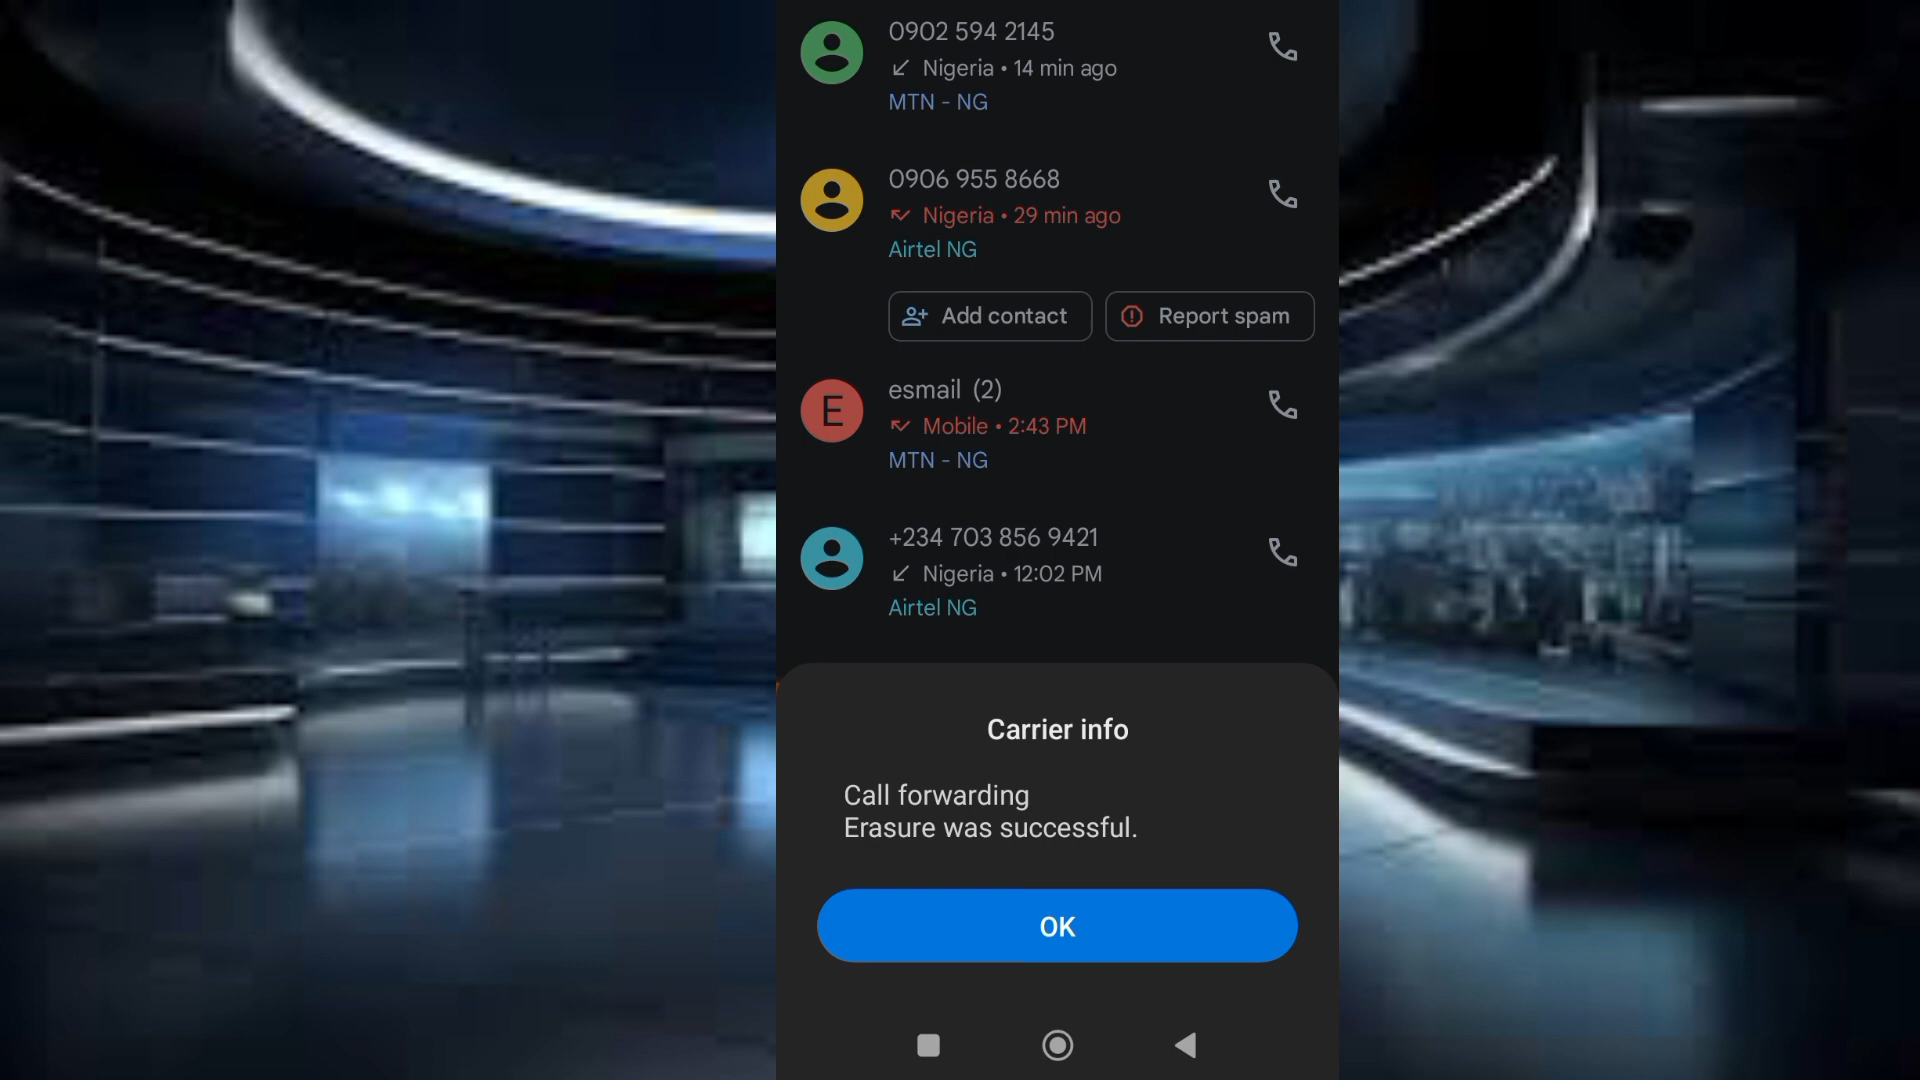 0902 594 2145
Nigeria • 14 min ago
MTN - NG
0906 955 8668
Nigeria • 29 min ago
Airtel NG
Add contact
Report spam
E
esmail (2)
Mobile • 2:43 PM
MTN - NG
+234 703 856 9421
Nigeria • 12:02 PM
Airtel NG
Carrier info
Call forwarding
Erasure was successful.
OK